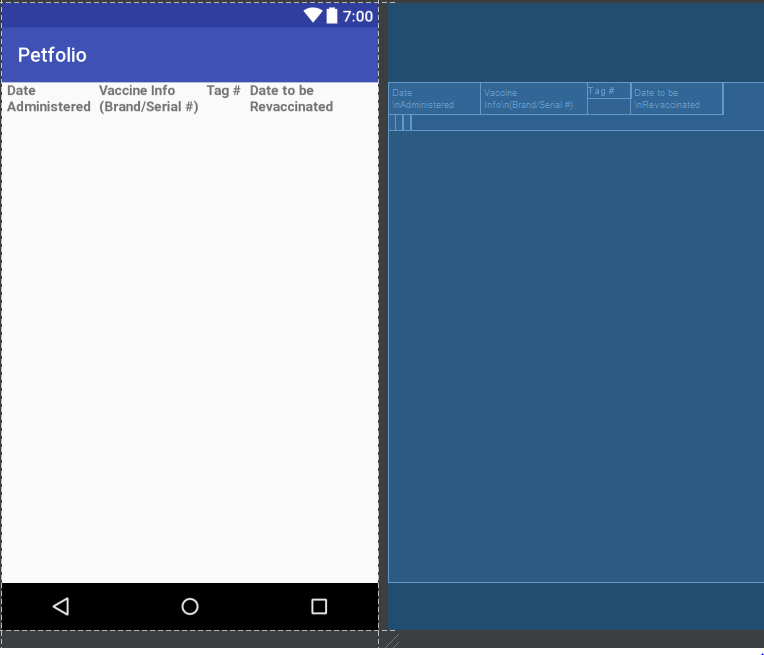 7:00
Petfolio
Date Vaccine Info Tag # Date to be
Administered (Brand/Serial #) Revaccinated
Date Vaccine Tag # Date to be
\nAdministered Info\n(Brand/Serial #) \nRevaccinated